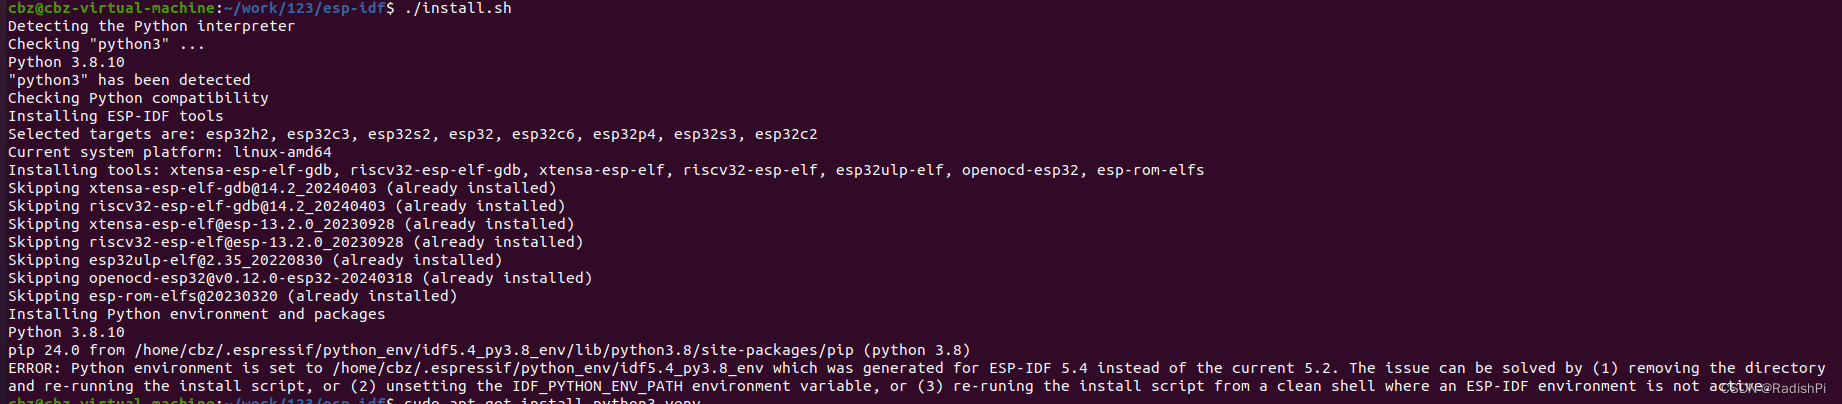 cbz@cbz-virtual-machine:~/work/123/esp-idf$ ./install.sh
Detecting the Python interpreter
Checking "python3" ...
Python 3.8.10
"python3" has been detected
Checking Python compatibility
Installing ESP-IDF tools
Selected targets are: esp32h2, esp32c3, esp32s2, esp32, esp32c6, esp32p4, esp32s3, esp32c2
Current system platform: linux-amd64
Installing tools: xtensa-esp-elf-gdb, riscv32-esp-elf-gdb, xtensa-esp-elf, riscv32-esp-elf, esp32ulp-elf, openocd-esp32, esp-rom-elfs
Skipping xtensa-esp-elf-gdb@14.2_20240403 (already installed)
Skipping riscv32-esp-elf-gdb@14.2_20240403 (already installed)
Skipping xtensa-esp-elf@esp-13.2.0_20230928 (already installed)
Skipping riscv32-esp-elf@esp-13.2.0_20230928 (already installed)
Skipping esp32ulp-elf@2.35_20220830 (already installed)
Skipping openocd-esp32@v0.12.0-esp32-20240318 (already installed)
Skipping esp-rom-elfs@20230320 (already installed)
Installing Python environment and packages
Python 3.8.10
pip 24.0 from /home/cbz/.espressif/python_env/idf5.4_py3.8_env/lib/python3.8/site-packages/pip (python 3.8)
ERROR: Python environment is set to /home/cbz/.espressif/python_env/idf5.4_py3.8_env which was generated for ESP-IDF 5.4 instead of the current 5.2. The issue can be solved by (1) removing the directory
and re-running the install script, or (2) unsetting the IDF_PYTHON_ENV_PATH environment variable, or (3) re-runing the install script from a clean shell where an ESP-IDF environment is not active.
CSDN @RadishPi
cbz@cbz-virtual-machine:~/work/123/esp-idf$ sudo apt-get install python3-venv